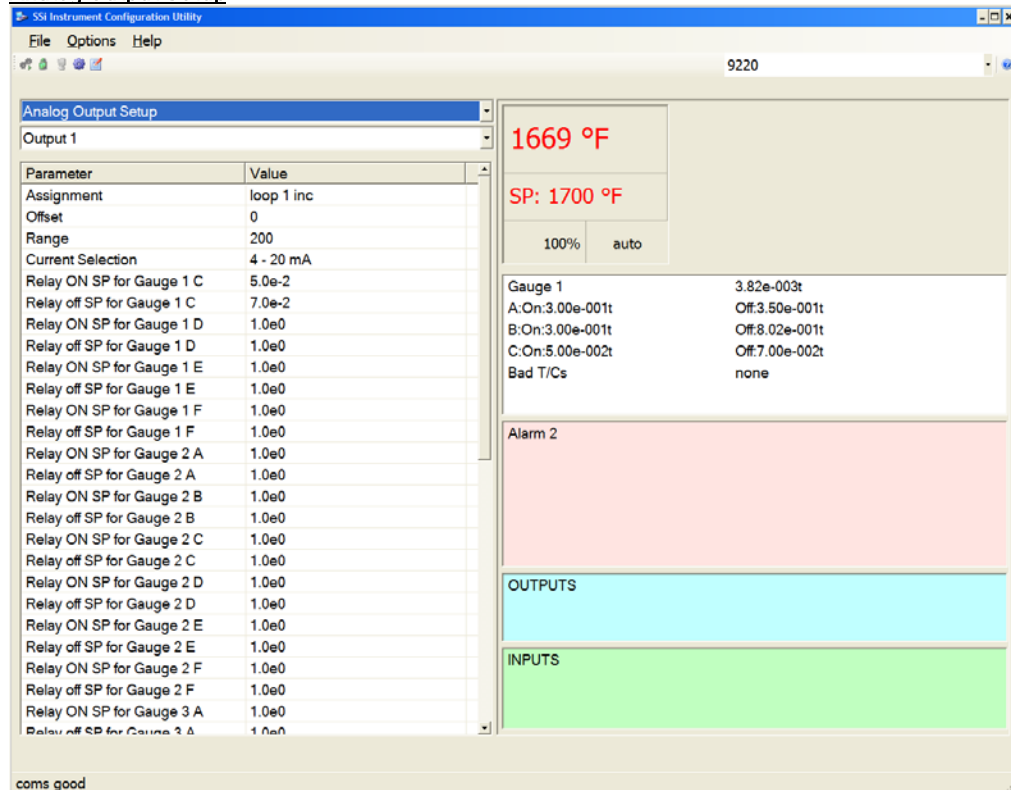 SSi Instrument Configuration Utility
File Options Help
9220
Analog Output Setup
Output 1
Parameter Value
Assignment loop 1 inc
Offset 0
Range 200
Current Selection 4 - 20 mA
Relay ON SP for Gauge 1 C 5.0e-2
Relay off SP for Gauge 1 C 7.0e-2
Relay ON SP for Gauge 1 D 1.0e0
Relay off SP for Gauge 1 D 1.0e0
Relay ON SP for Gauge 1 E 1.0e0
Relay off SP for Gauge 1 E 1.0e0
Relay ON SP for Gauge 1 F 1.0e0
Relay off SP for Gauge 1 F 1.0e0
Relay ON SP for Gauge 2 A 1.0e0
Relay off SP for Gauge 2 A 1.0e0
Relay ON SP for Gauge 2 B 1.0e0
Relay off SP for Gauge 2 B 1.0e0
Relay ON SP for Gauge 2 C 1.0e0
Relay off SP for Gauge 2 C 1.0e0
Relay ON SP for Gauge 2 D 1.0e0
Relay off SP for Gauge 2 D 1.0e0
Relay ON SP for Gauge 2 E 1.0e0
Relay off SP for Gauge 2 E 1.0e0
Relay ON SP for Gauge 2 F 1.0e0
Relay off SP for Gauge 2 F 1.0e0
Relay ON SP for Gauge 3 A 1.0e0
Relay off SP for Gauge 3 A 1.0e0
1669 °F
SP: 1700 °F
100% auto
Gauge 1 3.82e-003t
A:On:3.00e-001t Off:3.50e-001t
B:On:3.00e-001t Off:8.02e-001t
C:On:5.00e-002t Off:7.00e-002t
Bad T/Cs none
Alarm 2
OUTPUTS
INPUTS
coms good